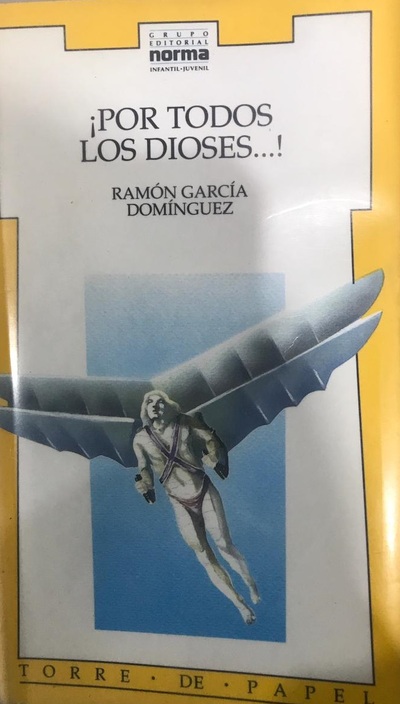 GRUPO
EDITORIAL
norma
INFANTIL-JUVENIL
¡POR TODOS
LOS DIOSES...!
RAMÓN GARCÍA
DOMÍNGUEZ
TORRE · DE · PAPEL